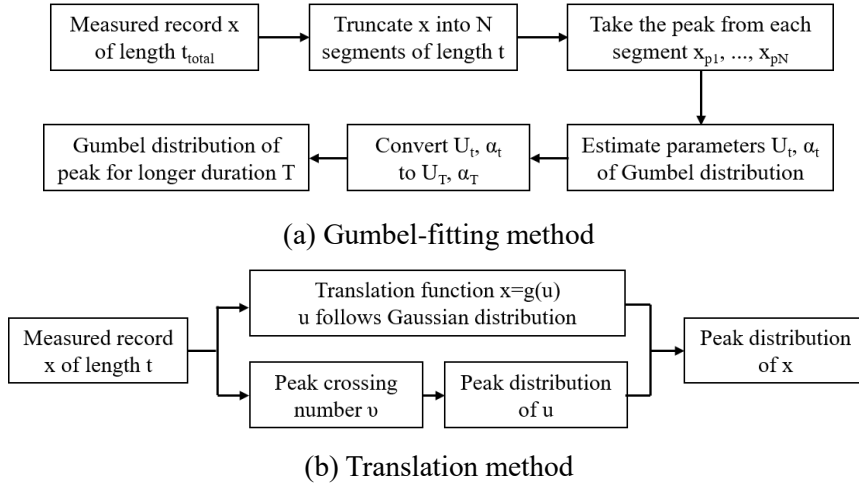 Measured record x
of length t_total
Truncate x into N
segments of length t
Take the peak from each
segment x_p1, ..., x_pN
Gumbel distribution of
peak for longer duration T
Convert U_t, α_t
to U_T, α_T
Estimate parameters U_t, α_t
of Gumbel distribution
(a) Gumbel-fitting method
Translation function x=g(u)
u follows Gaussian distribution
Measured record
x of length t
Peak crossing
number υ
Peak distribution
of u
Peak distribution
of x
(b) Translation method